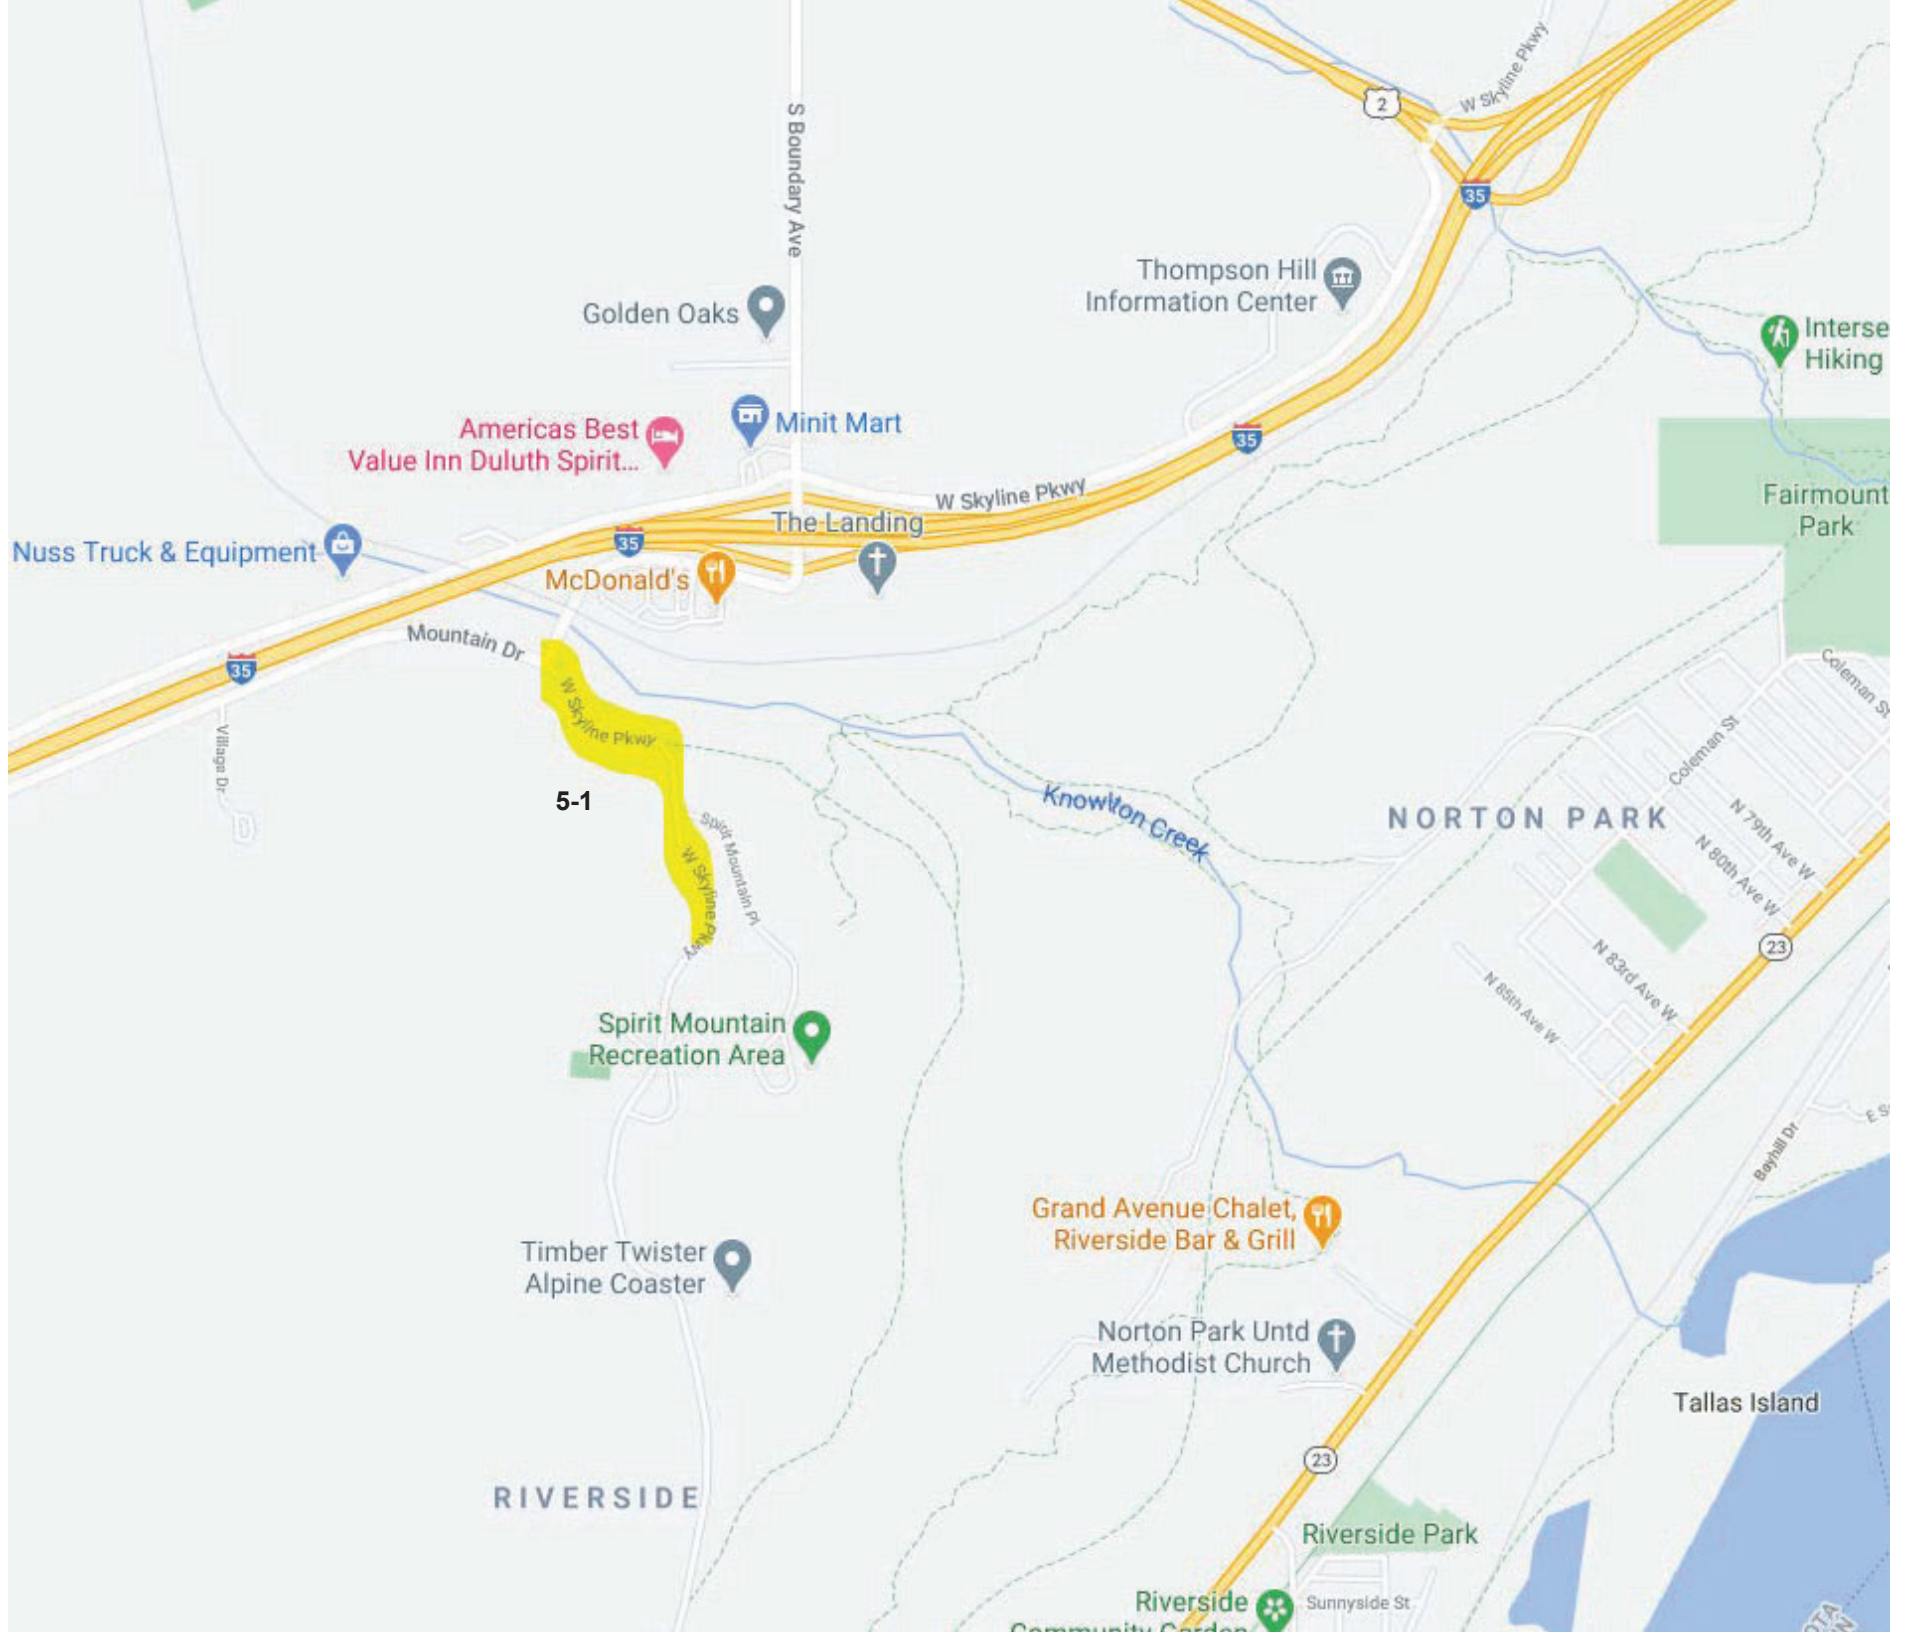 W Skyline Pkwy
2
S Boundary Ave
35
Thompson Hill
Information Center
Golden Oaks
Interse
Hiking
Minit Mart
Americas Best
Value Inn Duluth Spirit...
35
W Skyline Pkwy
Fairmount
Park
The Landing
35
Nuss Truck & Equipment
McDonald's
Mountain Dr
35
Coleman St
W Skyline Pkwy
Village Dr
Coleman St
5-1
Knowlton Creek
NORTON PARK
Spirit Mountain Pl
N 79th Ave W
N 80th Ave W
W Skyline Pkwy
Pkwy
23
N 83rd Ave W
N 85th Ave W
Spirit Mountain
Recreation Area
E S
Bayhill Dr
Grand Avenue Chalet,
Riverside Bar & Grill
Timber Twister
Alpine Coaster
Norton Park Untd
Methodist Church
Tallas Island
23
RIVERSIDE
Riverside Park
Riverside
Community Garden
Sunnyside St